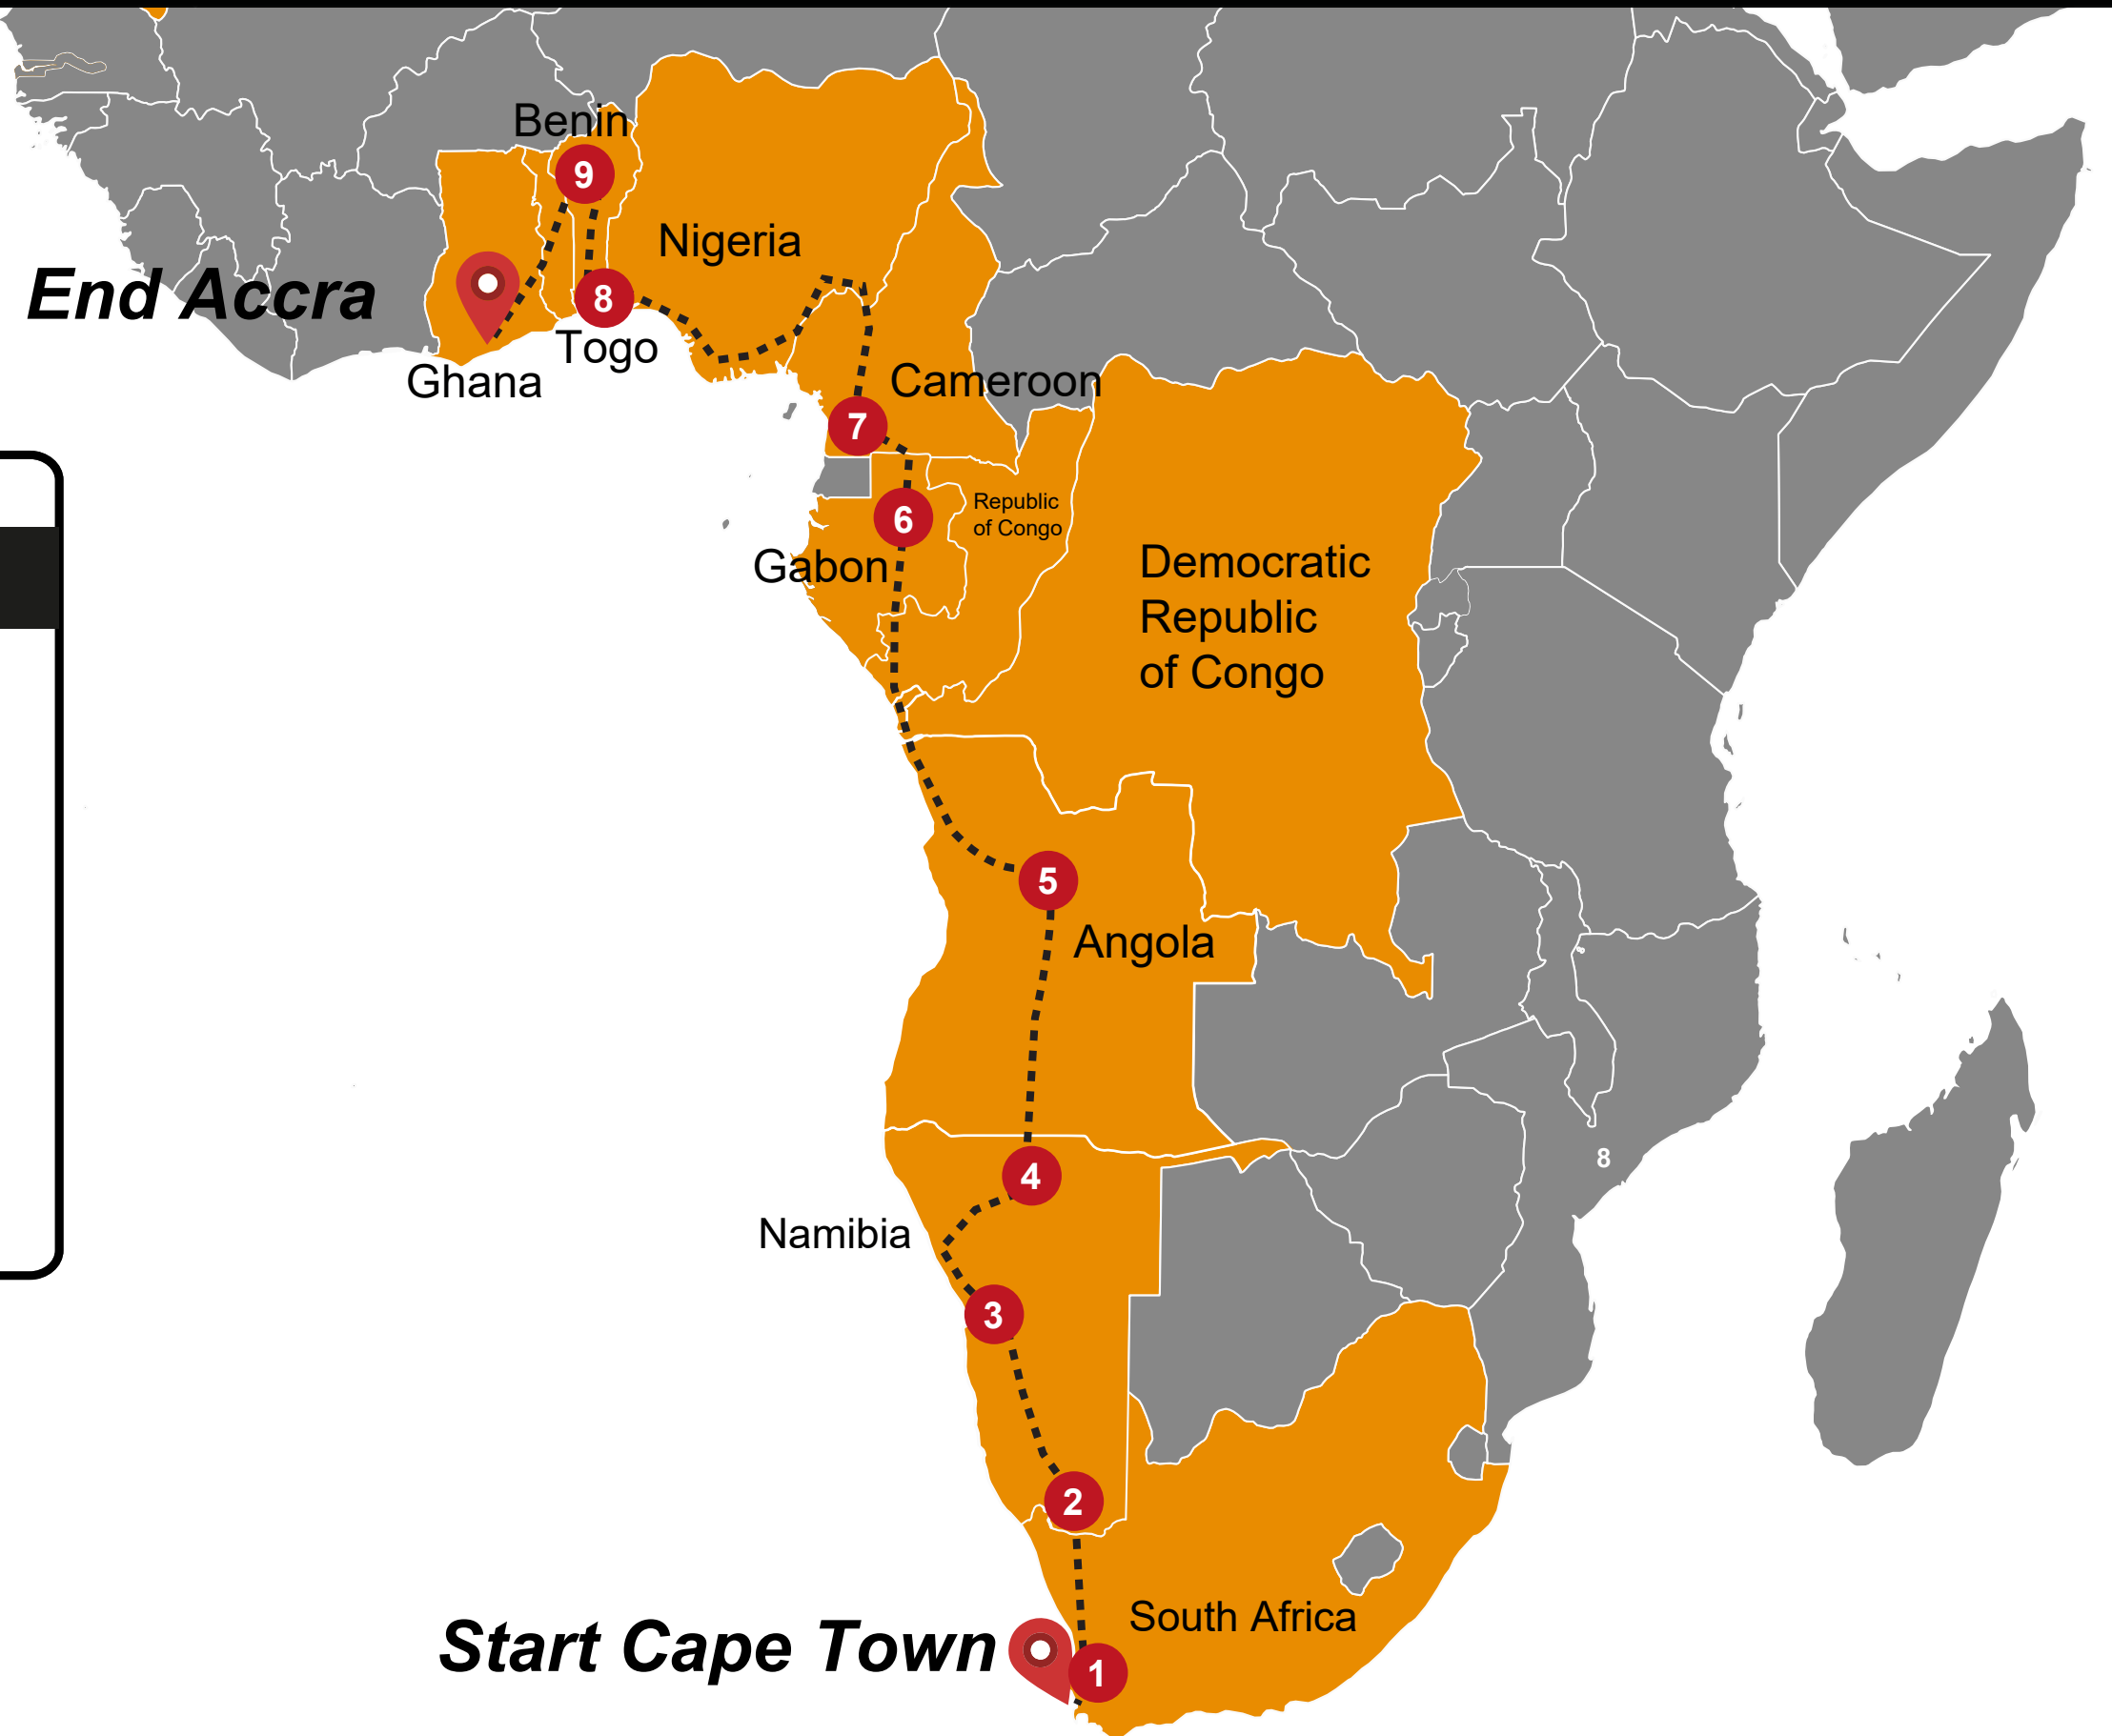 Benin
9
Nigeria
End Accra
8
Togo
Ghana
Cameroon
7
Republic
of Congo
6
Gabon
Democratic
Republic
of Congo
5
Angola
8
4
Namibia
3
2
South Africa
Start Cape Town
1